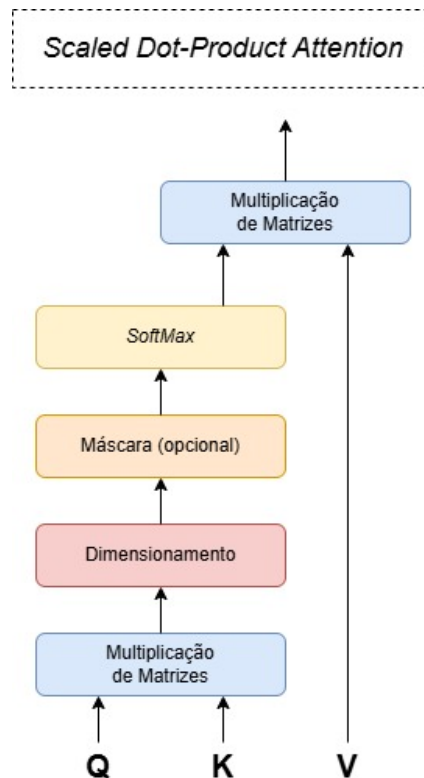 Scaled Dot-Product Attention
Multiplicação
de Matrizes
SoftMax
Máscara (opcional)
Dimensionamento
Multiplicação
de Matrizes
Q K V